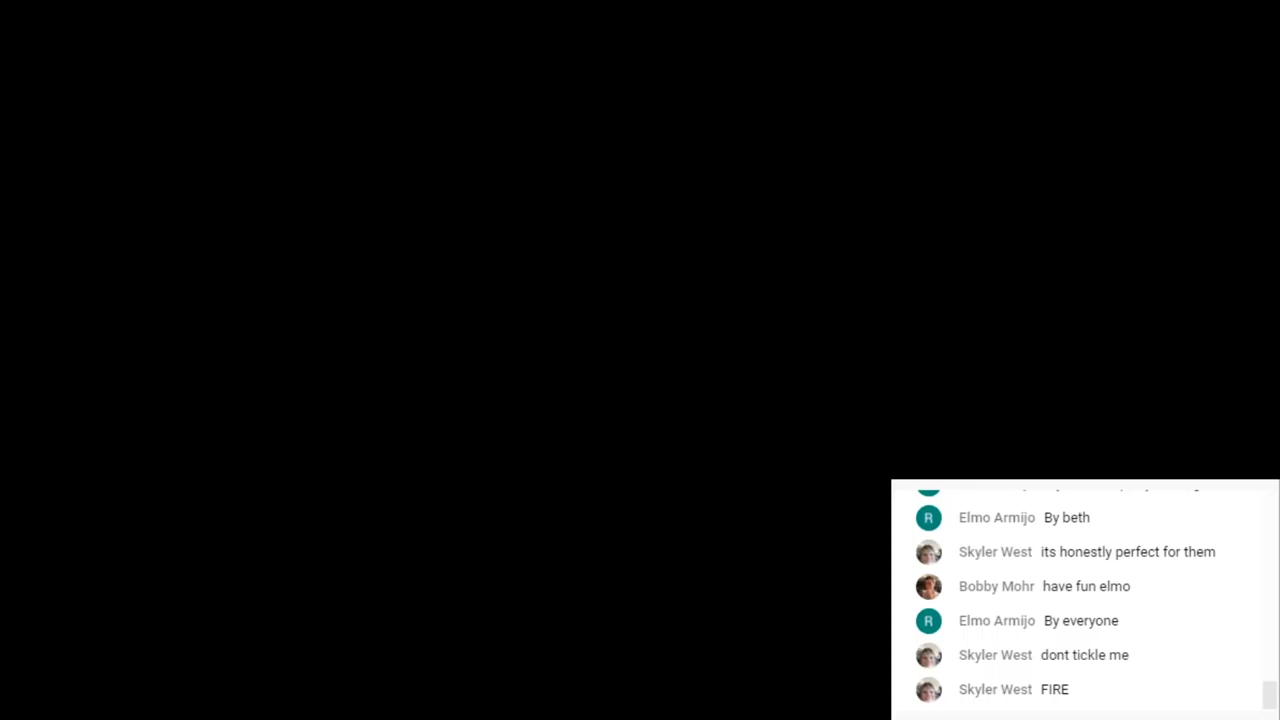 R Elmo Armijo By beth
Skyler West its honestly perfect for them
Bobby Mohr have fun elmo
R Elmo Armijo By everyone
Skyler West dont tickle me
Skyler West FIRE